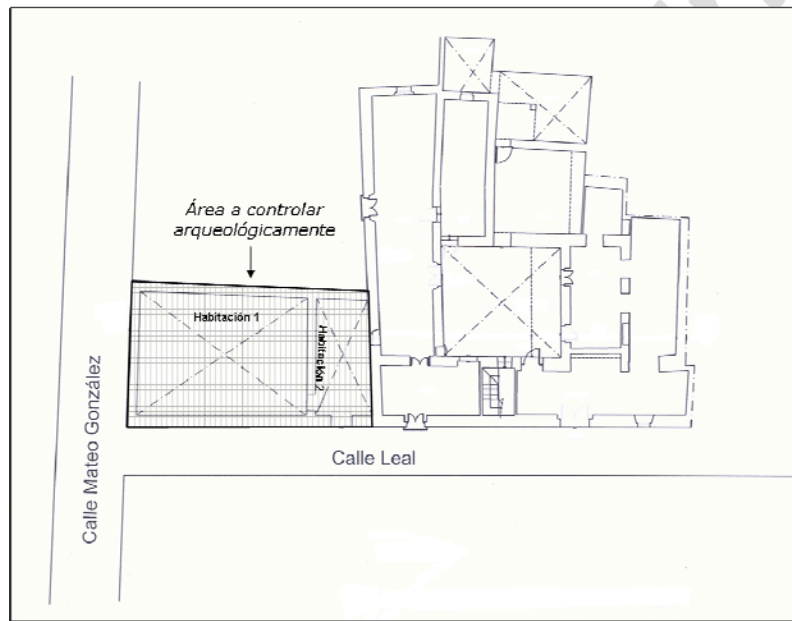 Área a controlar
arqueológicamente
Habitación 1
Habitación 2
Calle Mateo González
Calle Leal